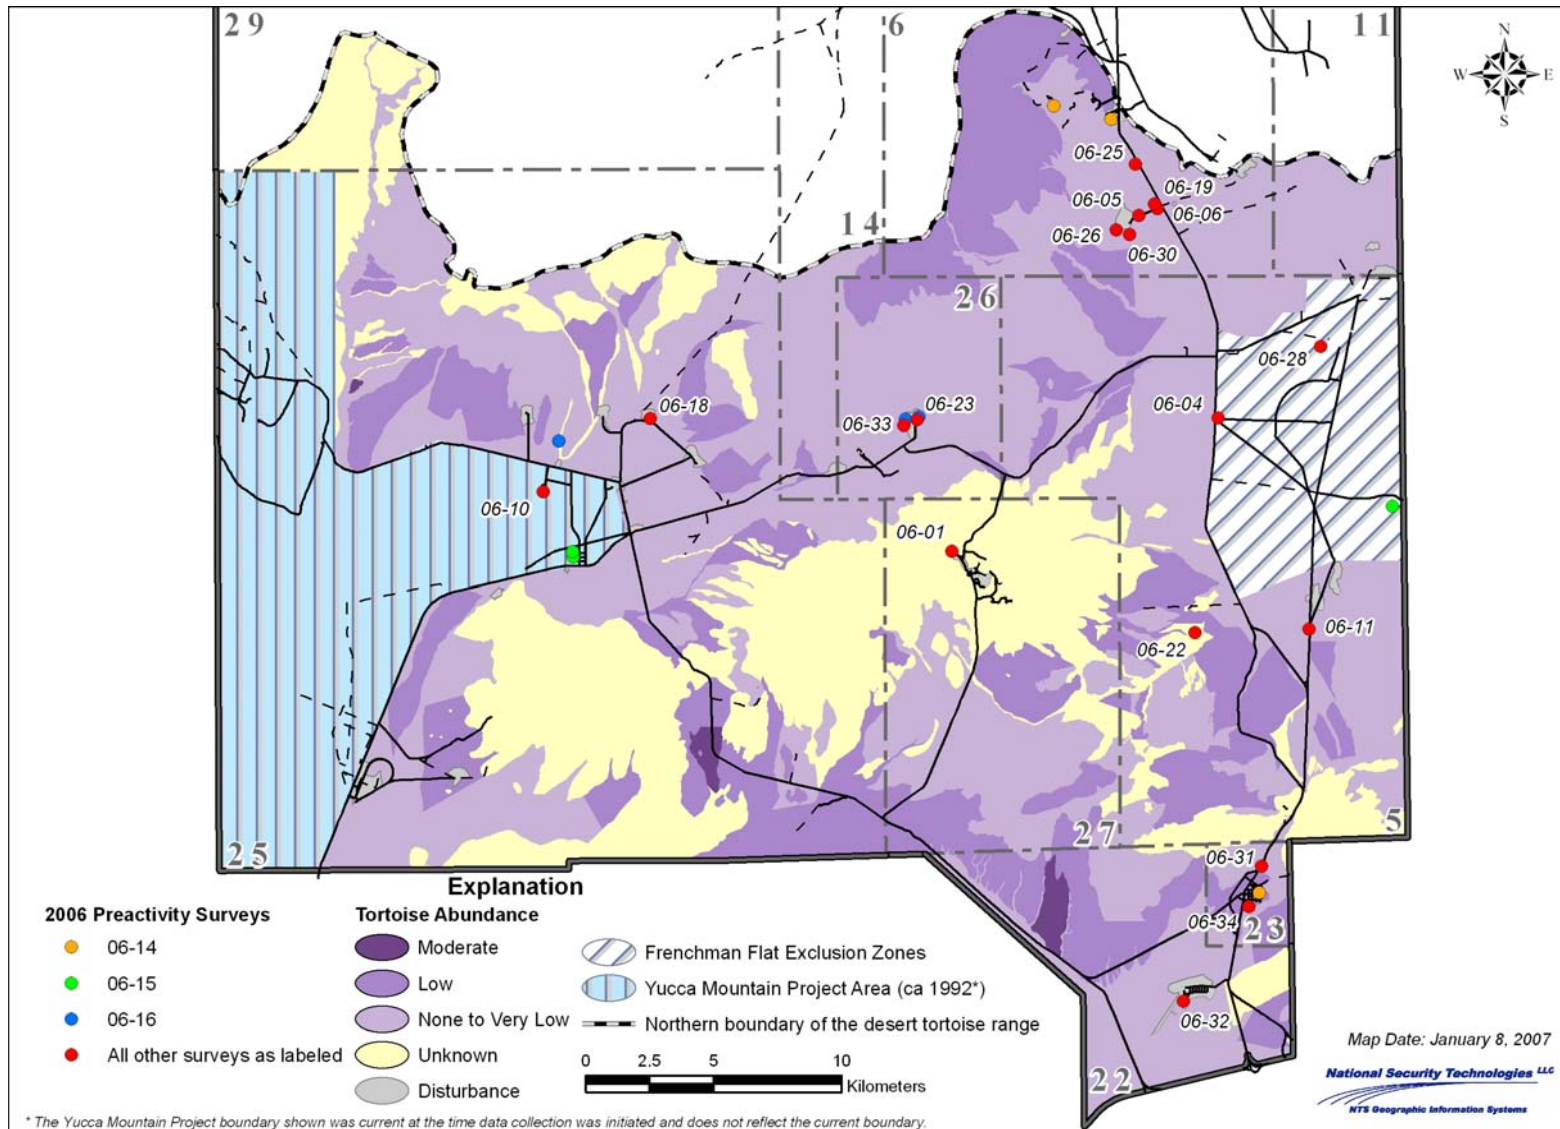 29
6
11
N
W E
S
06-25
06-19
06-05
06-06
14
06-26
06-30
26
06-28
06-18
06-23
06-04
06-33
06-10
06-01
06-11
06-22
25
27
5
06-31
06-34
23
06-32
22
Explanation
2006 Preactivity Surveys
06-14
06-15
06-16
All other surveys as labeled
Tortoise Abundance
Moderate
Low
None to Very Low
Unknown
Disturbance
Frenchman Flat Exclusion Zones
Yucca Mountain Project Area (ca 1992*)
Northern boundary of the desert tortoise range
0 2.5 5 10
Kilometers
Map Date: January 8, 2007
National Security Technologies LLC
NTS Geographic Information Systems
* The Yucca Mountain Project boundary shown was current at the time data collection was initiated and does not reflect the current boundary.